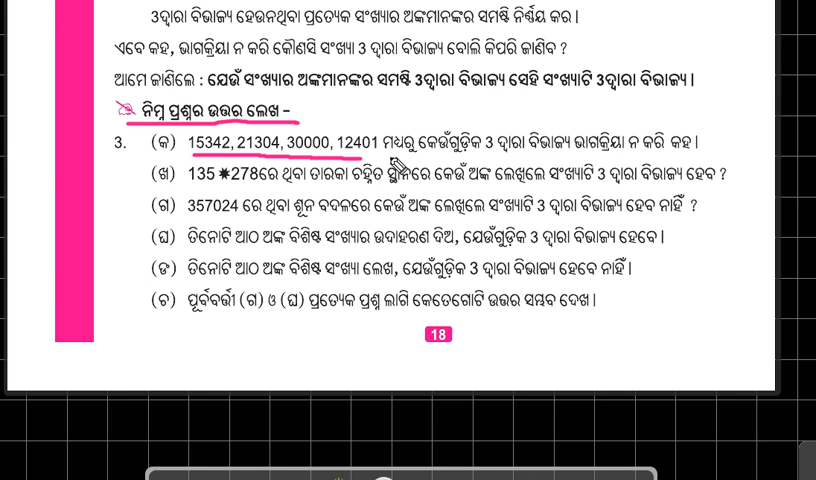 3ଦ୍ୱାରା ବିଭାଜ୍ୟ ହେଉନଥିବା ପ୍ରତ୍ୟେକ ସଂଖ୍ୟାର ଅଙ୍କମାନଙ୍କର ସମଷ୍ଟି ନିର୍ଣ୍ଣୟ କର ।
ଏବେ କହ, ଭାଗକ୍ରିୟା ନ କରି କୌଣସି ସଂଖ୍ୟା 3 ଦ୍ୱାରା ବିଭାଜ୍ୟ ବୋଲି କିପରି ଜାଣିବ ?
ଆମେ ଜାଣିଲେ : ଯେଉଁ ସଂଖ୍ୟାର ଅଙ୍କମାନଙ୍କର ସମଷ୍ଟି 3ଦ୍ୱାରା ବିଭାଜ୍ୟ ସେହି ସଂଖ୍ୟାଟି 3ଦ୍ୱାରା ବିଭାଜ୍ୟ ।
ନିମ୍ନ ପ୍ରଶ୍ନର ଉତ୍ତର ଲେଖ –
3. (କ) 15342, 21304, 30000, 12401 ମଧ୍ୟରୁ କେଉଁଗୁଡ଼ିକ 3 ଦ୍ୱାରା ବିଭାଜ୍ୟ ଭାଗକ୍ରିୟା ନ କରି କହ ।
(ଖ) 135 ✷278ରେ ଥିବା ତାରକା ଚହ୍ନିତ ସ୍ଥାନରେ କେଉଁ ଅଙ୍କ ଲେଖିଲେ ସଂଖ୍ୟାଟି 3 ଦ୍ୱାରା ବିଭାଜ୍ୟ ହେବ ?
(ଗ) 357024 ରେ ଥିବା ଶୂନ ବଦଳରେ କେଉଁ ଅଙ୍କ ଲେଖିଲେ ସଂଖ୍ୟାଟି 3 ଦ୍ୱାରା ବିଭାଜ୍ୟ ହେବ ନାହିଁ ?
(ଘ) ତିନୋଟି ଆଠ ଅଙ୍କ ବିଶିଷ୍ଟ ସଂଖ୍ୟାର ଉଦାହରଣ ଦିଅ, ଯେଉଁଗୁଡ଼ିକ 3 ଦ୍ୱାରା ବିଭାଜ୍ୟ ହେବେ ।
(ଙ) ତିନୋଟି ଆଠ ଅଙ୍କ ବିଶିଷ୍ଟ ସଂଖ୍ୟା ଲେଖ, ଯେଉଁଗୁଡ଼ିକ 3 ଦ୍ୱାରା ବିଭାଜ୍ୟ ହେବେ ନାହିଁ ।
(ଚ) ପୂର୍ବବର୍ତ୍ତୀ (ଗ) ଓ (ଘ) ପ୍ରତ୍ୟେକ ପ୍ରଶ୍ନ ଲାଗି କେତେଗୋଟି ଉତ୍ତର ସମ୍ଭବ ଦେଖ ।
18